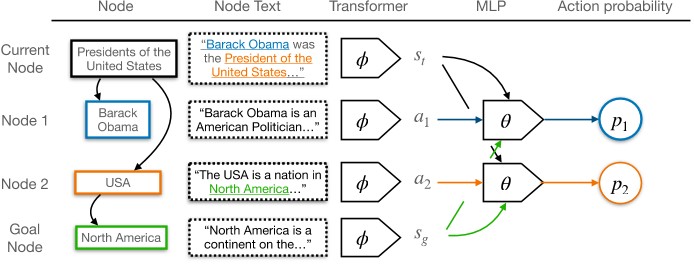 Node Node Text Transformer MLP Action probability
Current
Node
Presidents of the
United States
“Barack Obama was
the President of the
United States…”
ϕ
s_t
Node 1
Barack
Obama
“Barack Obama is an
American Politician…”
ϕ
a_1
θ
p_1
Node 2
USA
“The USA is a nation in
North America…”
ϕ
a_2
θ
p_2
Goal
Node
North America
“North America is a
continent on the…”
ϕ
s_g